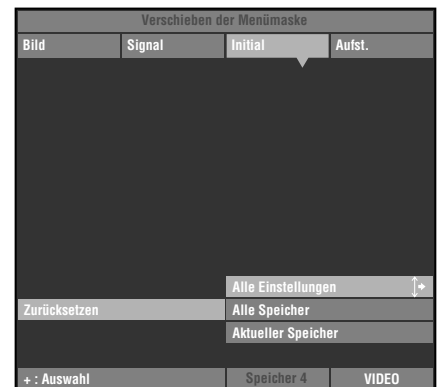 Verschieben der Menümaske
Bild Signal Initial Aufst.
Alle Einstellungen
Zurücksetzen Alle Speicher
Aktueller Speicher
+ : Auswahl Speicher 4 VIDEO